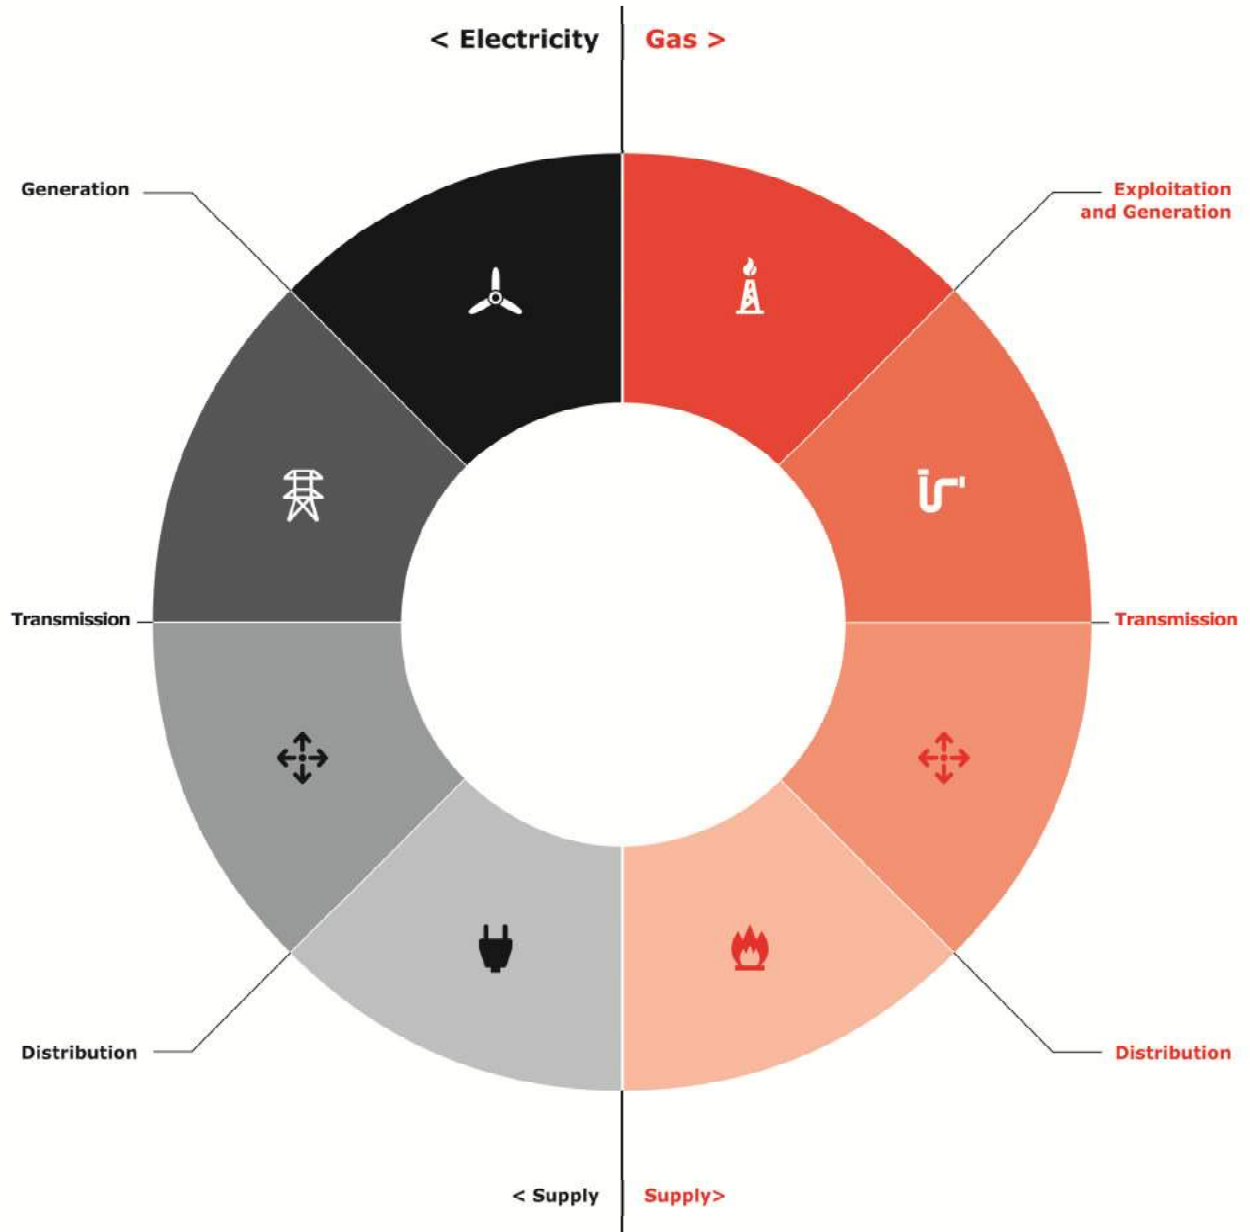 < Electricity
Gas >
Generation
Exploitation
and Generation
Transmission
Transmission
Distribution
Distribution
< Supply
Supply>